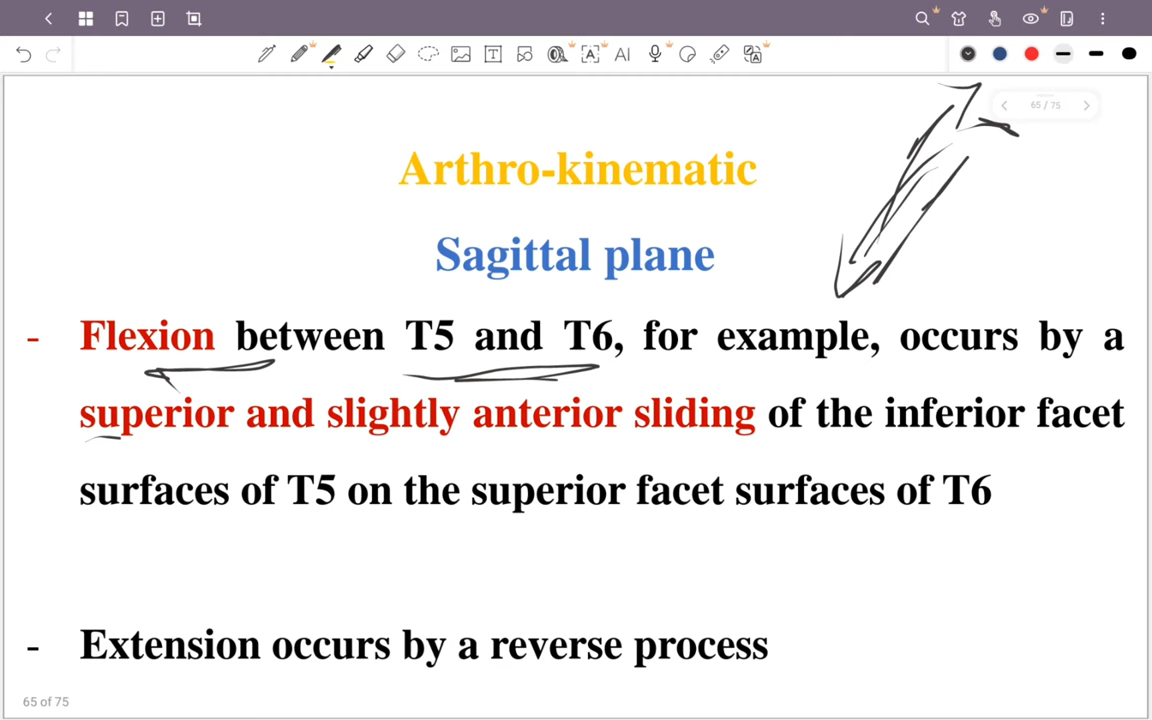 AI
65 / 75
Arthro-kinematic
Sagittal plane
- Flexion between T5 and T6, for example, occurs by a
superior and slightly anterior sliding of the inferior facet
surfaces of T5 on the superior facet surfaces of T6
- Extension occurs by a reverse process
65 of 75